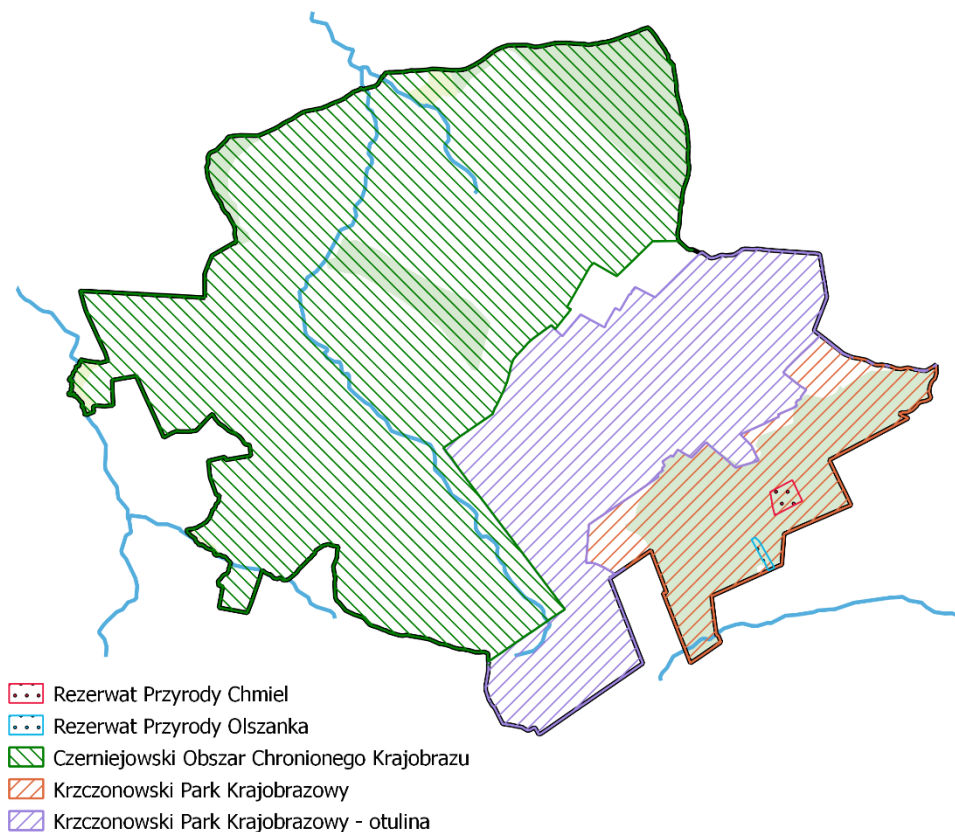 Rezerwat Przyrody Chmiel
Rezerwat Przyrody Olszanka
Czerniejowski Obszar Chronionego Krajobrazu
Krzczonowski Park Krajobrazowy
Krzczonowski Park Krajobrazowy - otulina